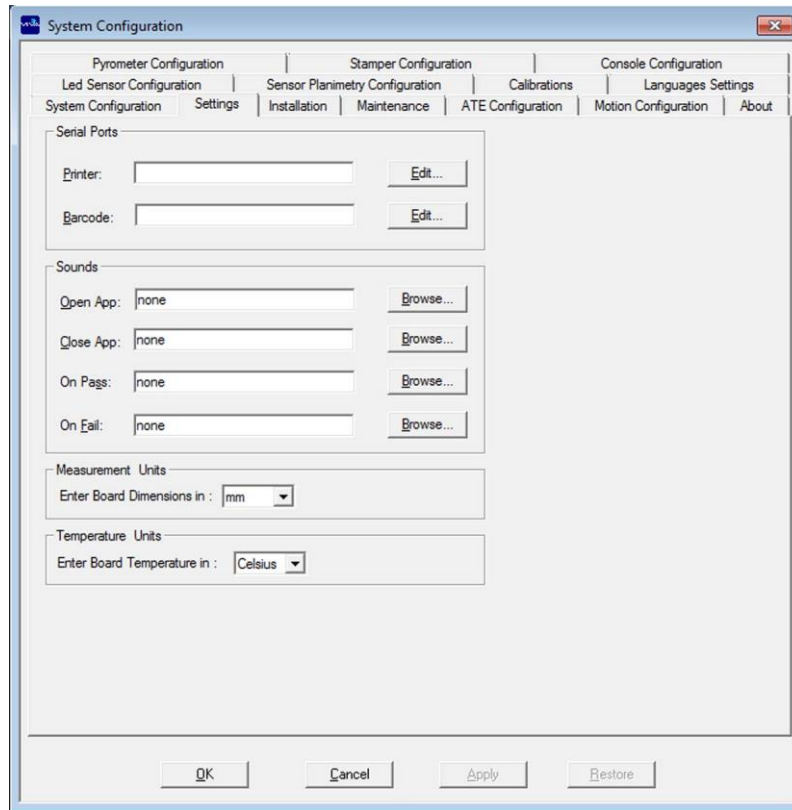 System Configuration
Pyrometer Configuration Stamper Configuration Console Configuration
Led Sensor Configuration Sensor Planimetry Configuration Calibrations Languages Settings
System Configuration Settings Installation Maintenance ATE Configuration Motion Configuration About
Serial Ports
Printer: Edit...
Barcode: Edit...
Sounds
Open App: none Browse...
Close App: none Browse...
On Pass: none Browse...
On Fail: none Browse...
Measurement Units
Enter Board Dimensions in : mm
Temperature Units
Enter Board Temperature in : Celsius
OK Cancel Apply Restore